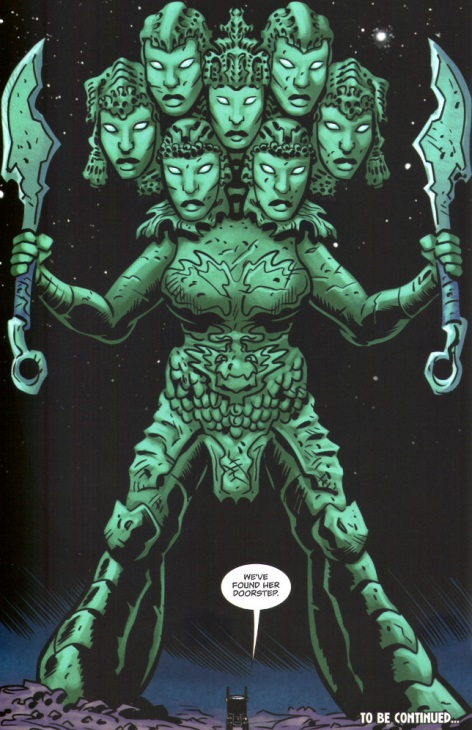 WE'VE
FOUND HER
DOORSTEP.
TO BE CONTINUED...